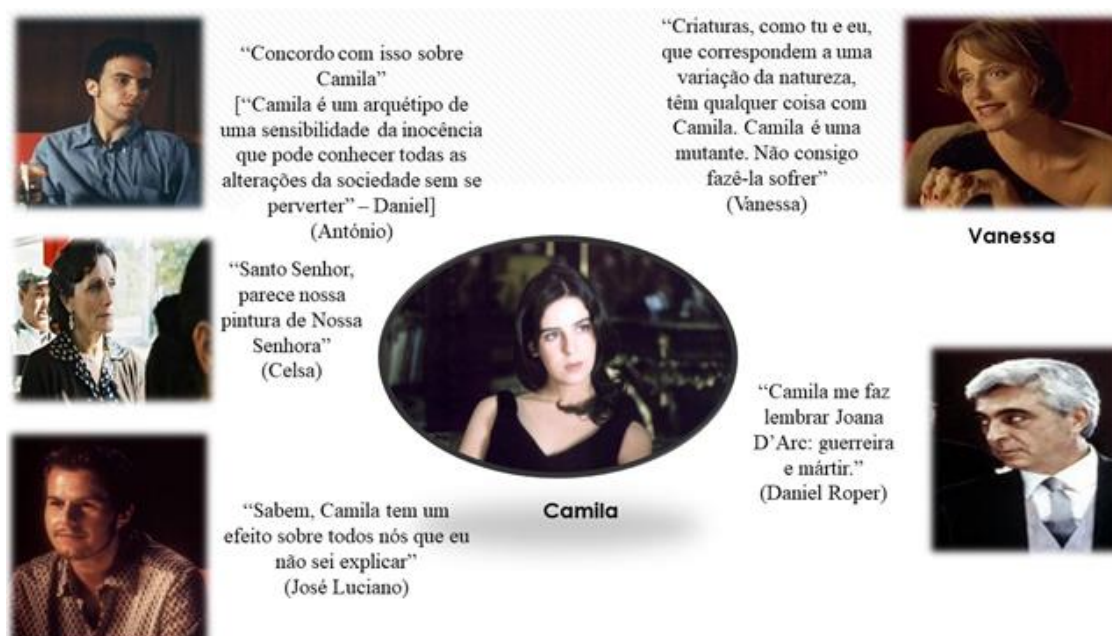 “Concordo com isso sobre
Camila”
[“Camila é um arquétipo de
uma sensibilidade da inocência
que pode conhecer todas as
alterações da sociedade sem se
perverter” – Daniel]
(António)
“Criaturas, como tu e eu,
que correspondem a uma
variação da natureza,
têm qualquer coisa com
Camila. Camila é uma
mutante. Não consigo
fazê-la sofrer”
(Vanessa)
Vanessa
“Santo Senhor,
parece nossa
pintura de Nossa
Senhora”
(Celsa)
“Camila me faz
lembrar Joana
D’Arc: guerreira
e mártir.”
(Daniel Roper)
“Sabem, Camila tem um
efeito sobre todos nós que eu
não sei explicar”
(José Luciano)
Camila